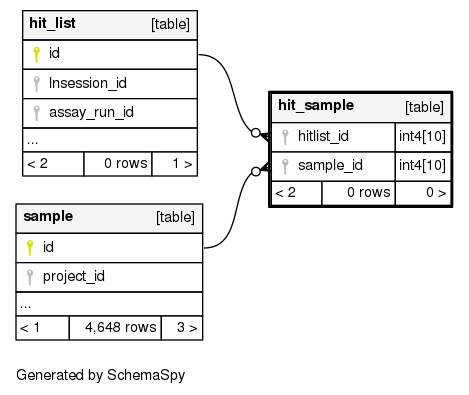 hit_list [table]
id
lnsession_id
assay_run_id
...
< 2 0 rows 1 >
hit_sample [table]
hitlist_id int4[10]
sample_id int4[10]
< 2 0 rows 0 >
sample [table]
id
project_id
...
< 1 4,648 rows 3 >
Generated by SchemaSpy